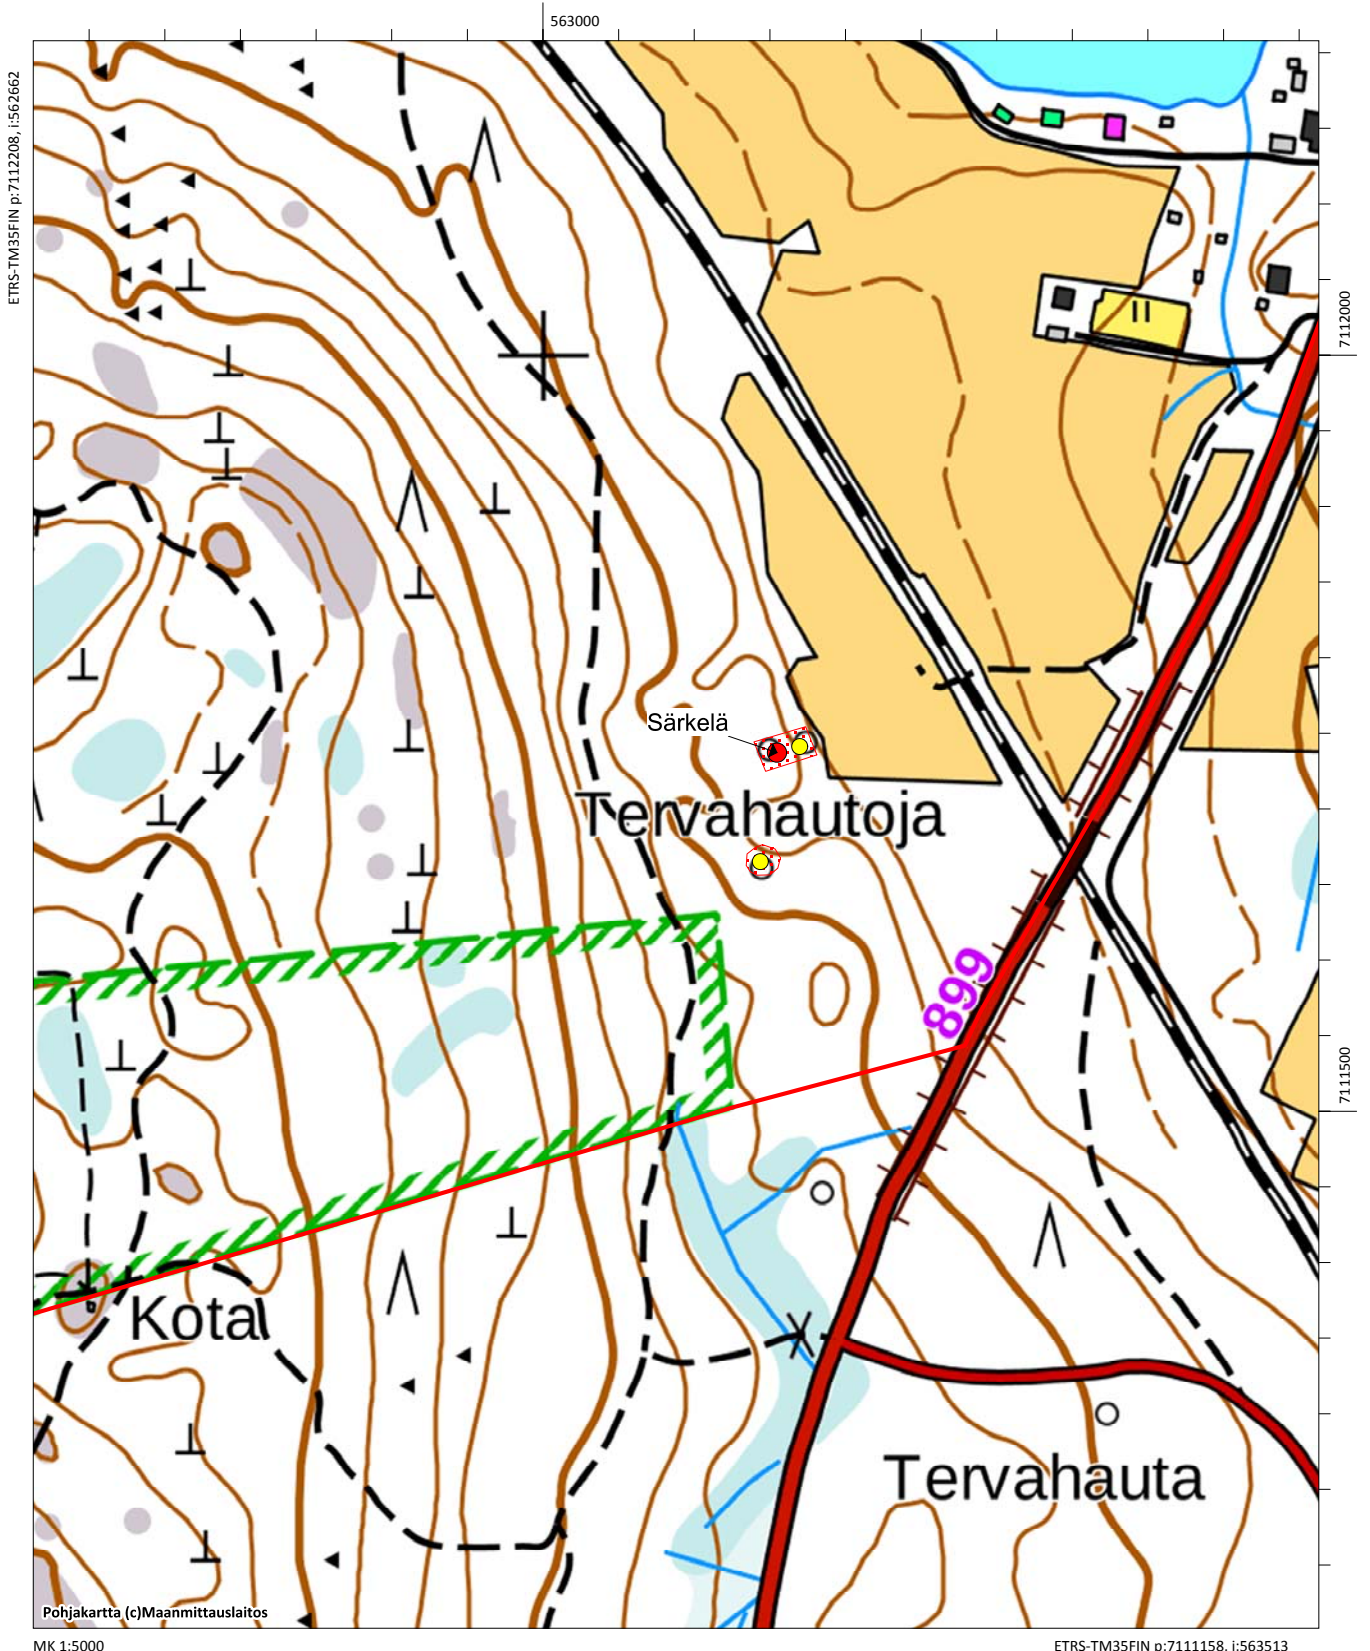 563000
ETRS-TM35FIN p:7112208, i:562662
7112000
Särkelä
Tervahautoja
899
7111500
Kota
Tervahauta
Pohjakartta (c)Maanmittauslaitos
MK 1:5000
ETRS-TM35FIN p:7111158, i:563513